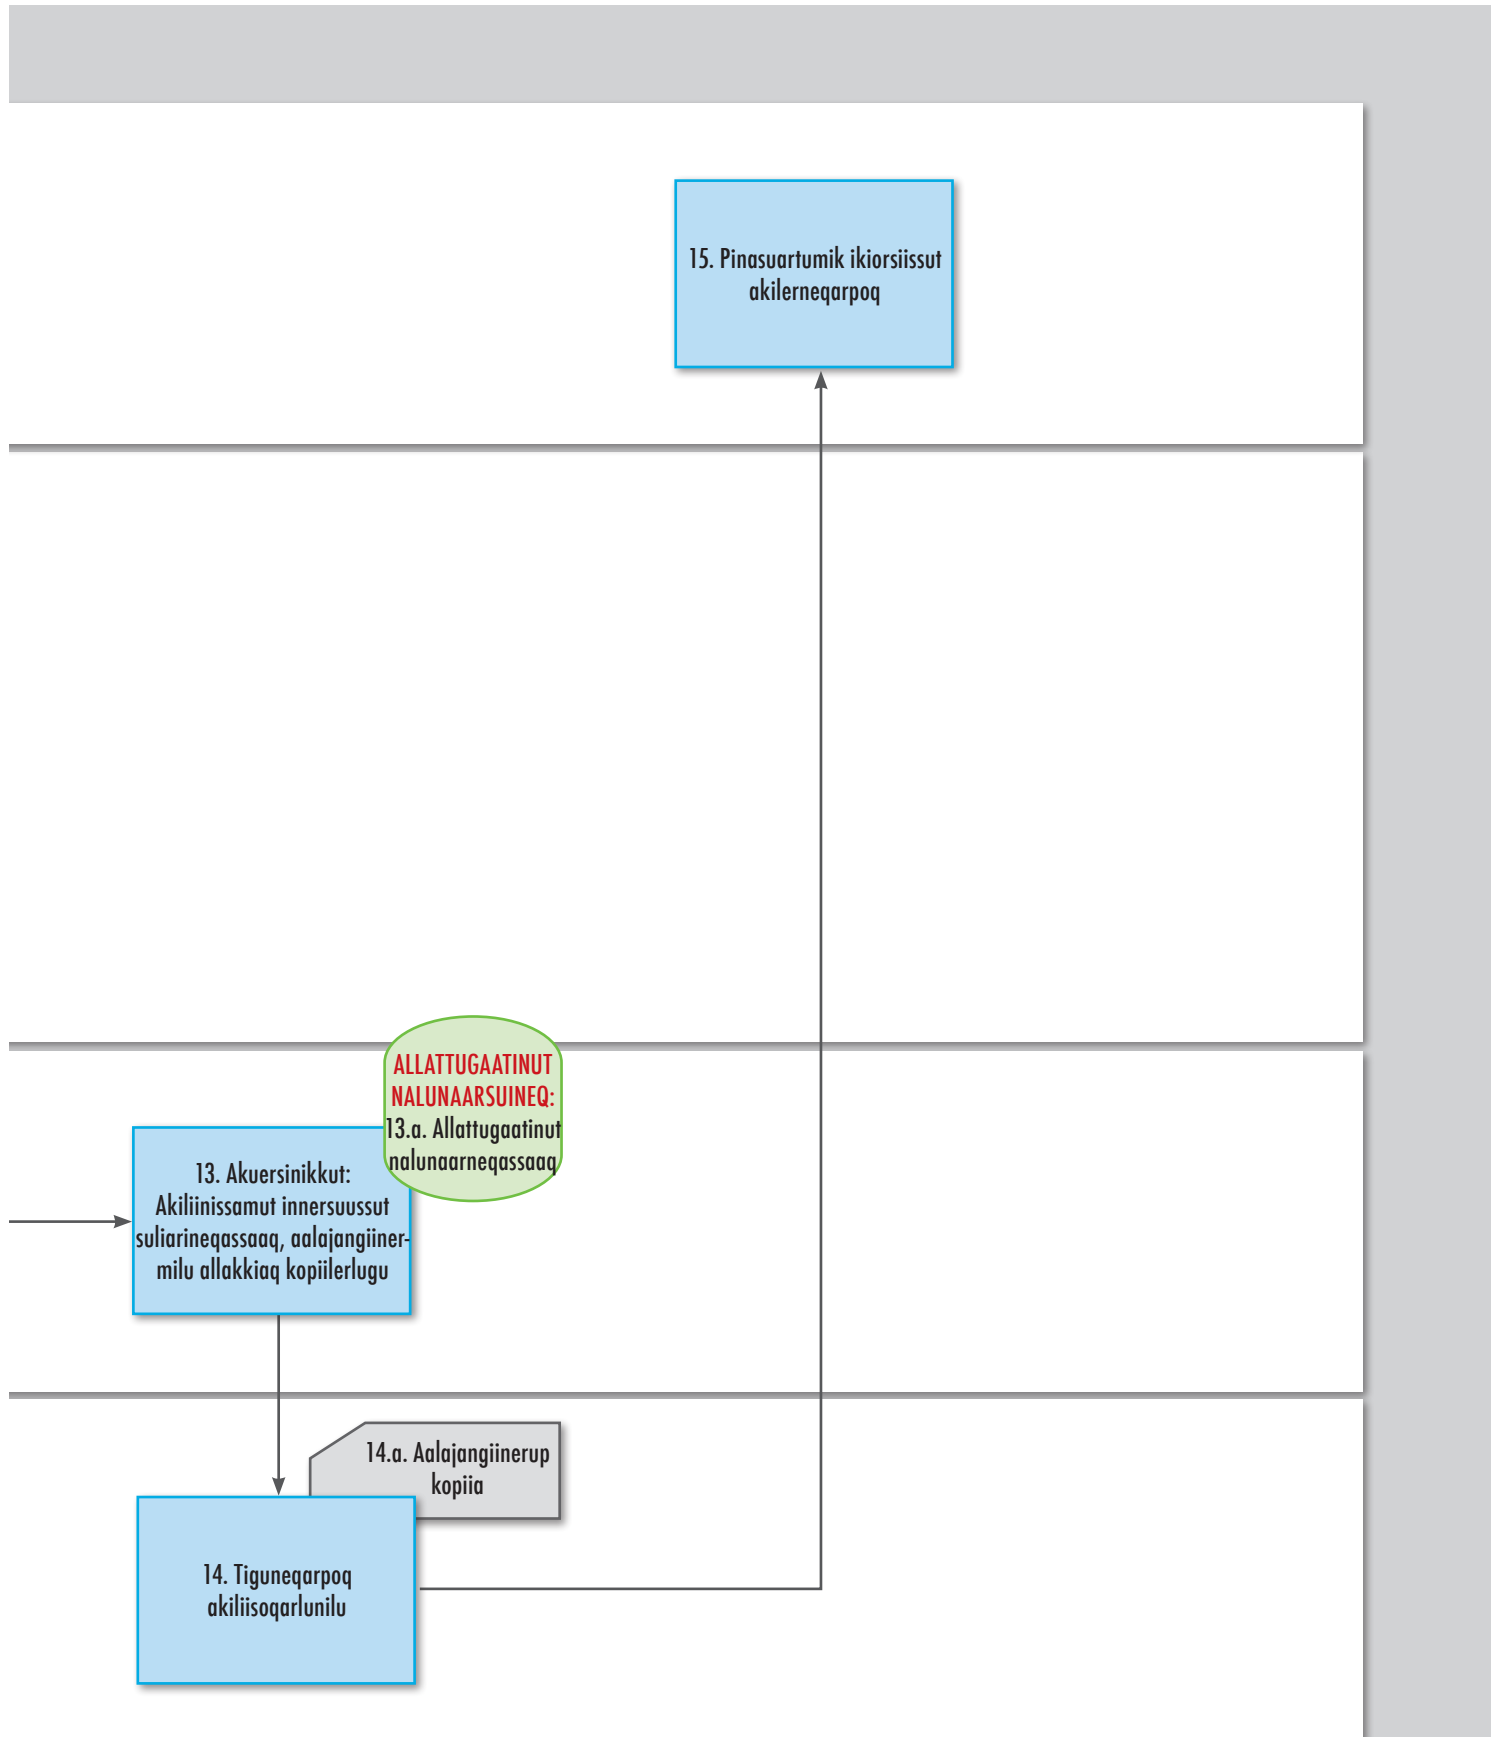 15. Pinasuartumik ikiorsiissut
akilerneqarpoq
ALLATTUGAATINUT
NALUNAARSUINEQ:
13.a. Allattugaatinut
nalunaarneqassaaq
13. Akuersinikkut:
Akiliinissamut innersuussut
suliarineqassaaq, aalajangiiner-
milu allakkiaq kopiilerlugu
14.a. Aalajangiinerup
kopiia
14. Tiguneqarpoq
akiliisoqarlunilu